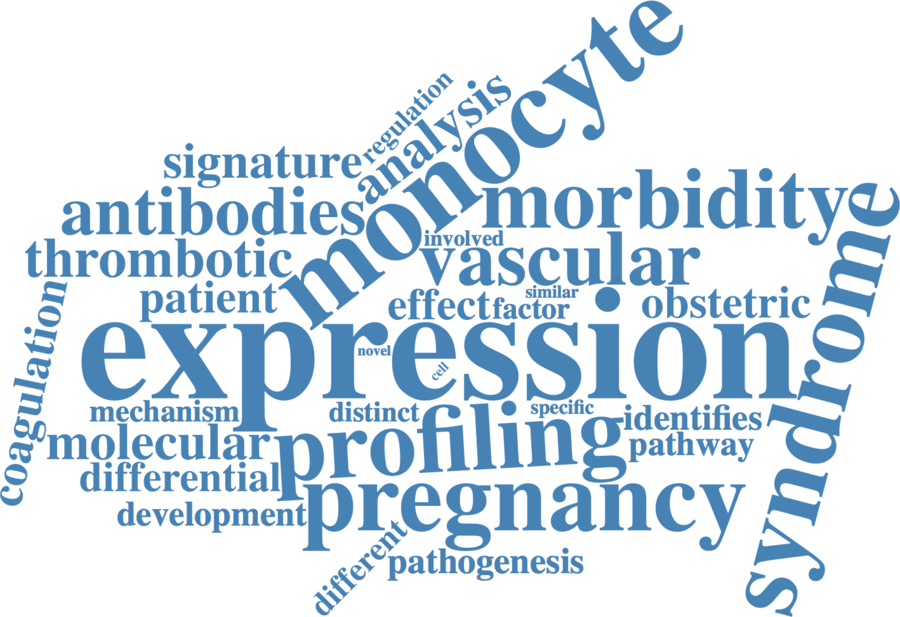 monocyte
regulation
analysis
signature
antibodies
morbidity
syndrome
thrombotic
involved
vascular
patient
effect
factor
similar
obstetric
coagulation
expression
novel
cell
mechanism
distinct
specific
identifies
molecular
profiling
pathway
differential
development
pregnancy
different
pathogenesis